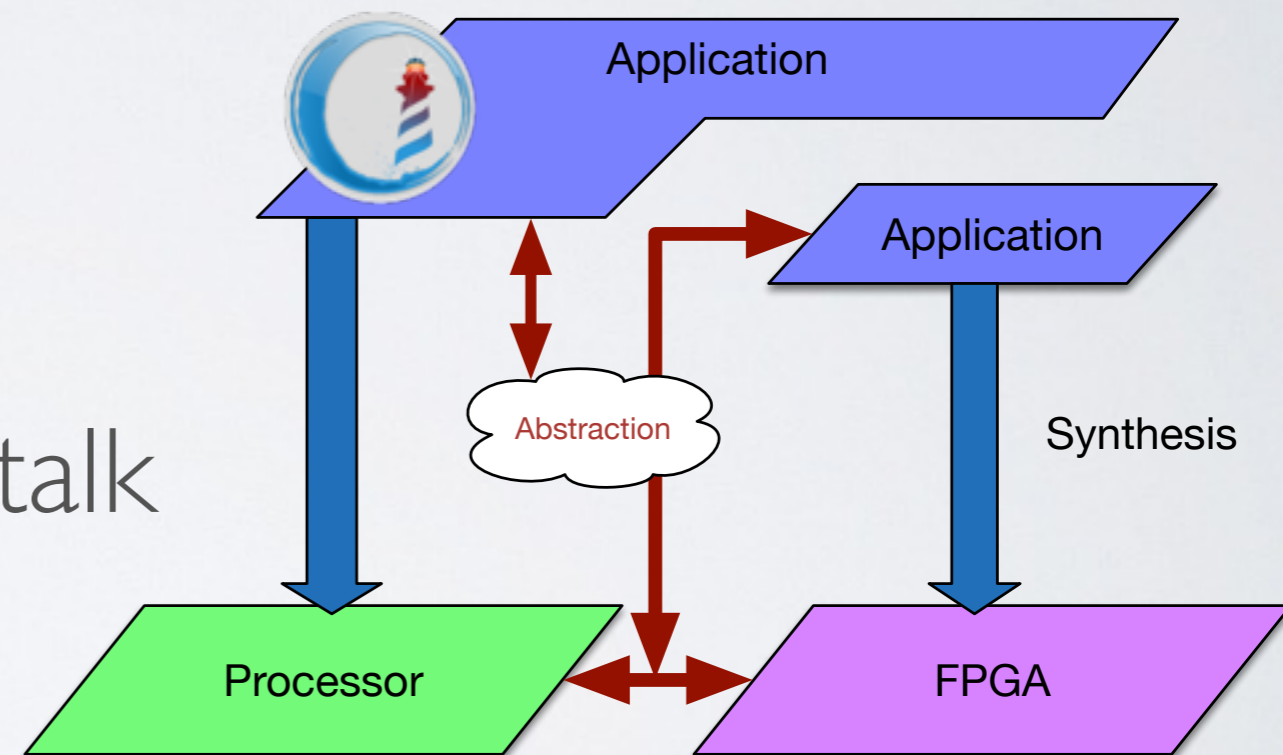 Application
Application
Abstraction
Synthesis
talk
Processor
FPGA